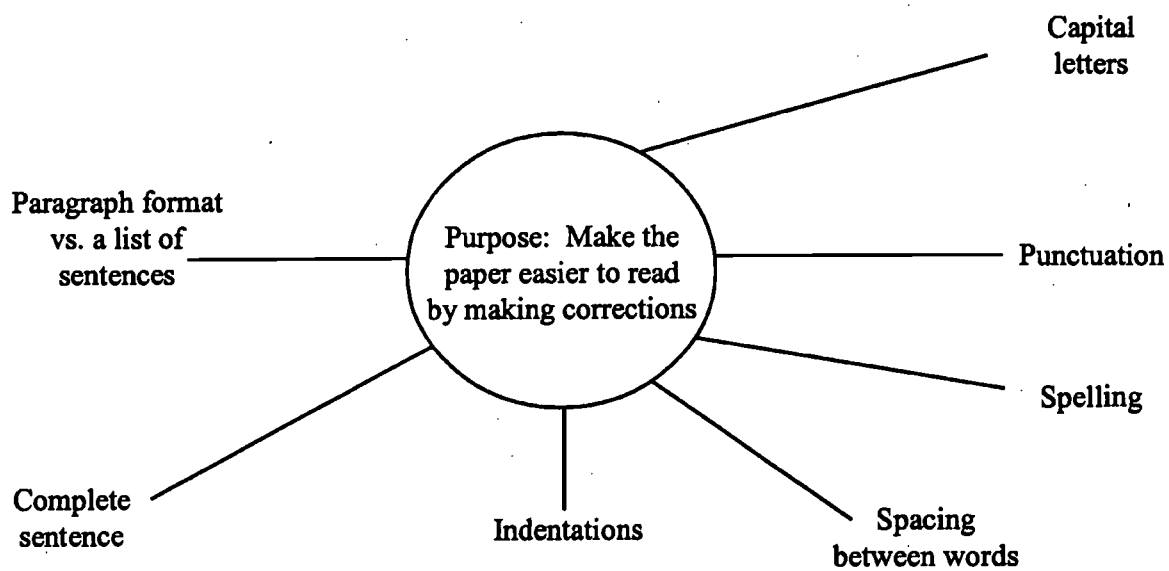 Capital
letters
Paragraph format
vs. a list of
sentences
Purpose: Make the
paper easier to read
by making corrections
Punctuation
Spelling
Complete
sentence
Indentations
Spacing
between words